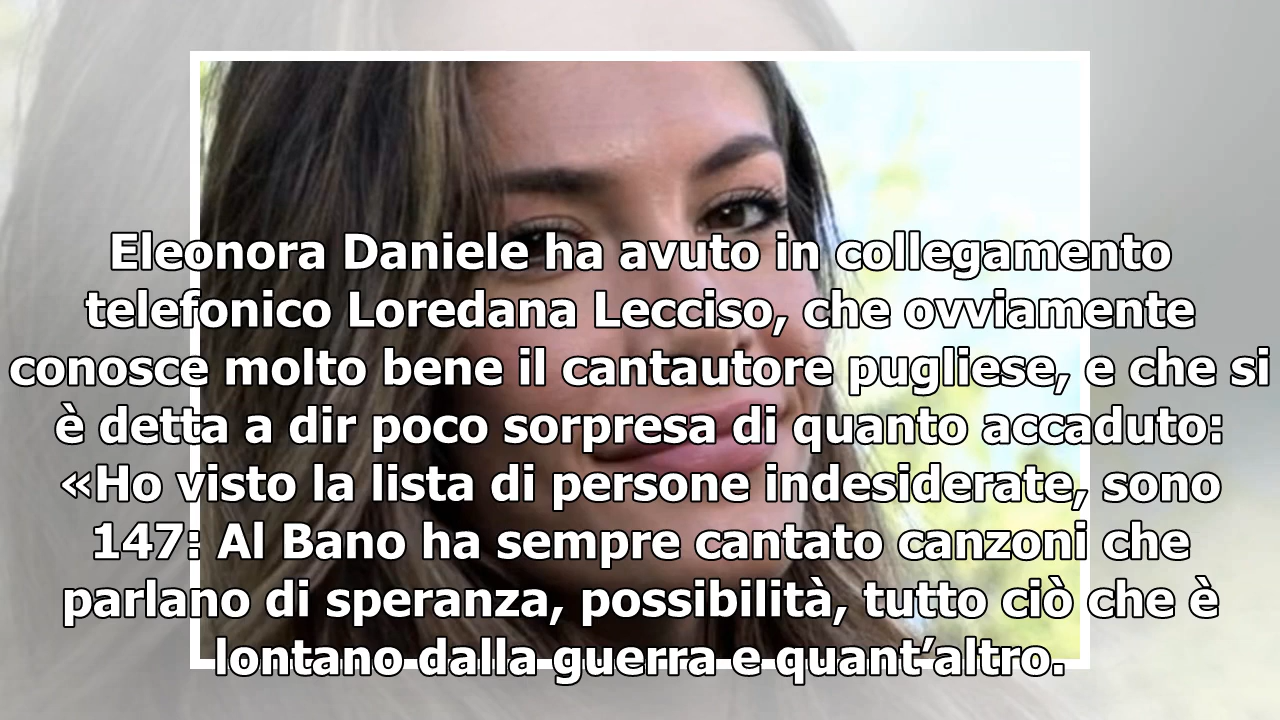 Eleonora Daniele ha avuto in collegamento
telefonico Loredana Lecciso, che ovviamente
conosce molto bene il cantautore pugliese, e che si
è detta a dir poco sorpresa di quanto accaduto:
«Ho visto la lista di persone indesiderate, sono
147: Al Bano ha sempre cantato canzoni che
parlano di speranza, possibilità, tutto ciò che è
lontano dalla guerra e quant’altro.